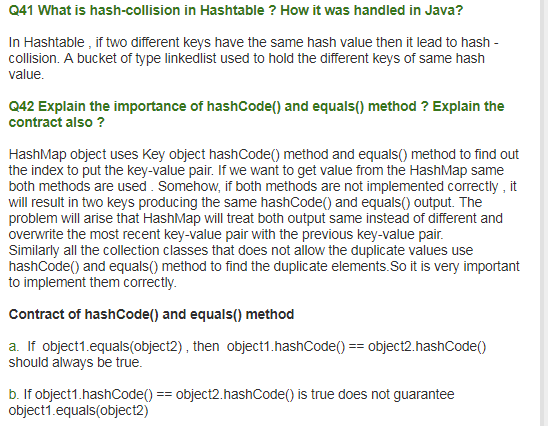 Q41 What is hash-collision in Hashtable ? How it was handled in Java?
In Hashtable , if two different keys have the same hash value then it lead to hash -
collision. A bucket of type linkedlist used to hold the different keys of same hash
value.
Q42 Explain the importance of hashCode() and equals() method ? Explain the
contract also ?
HashMap object uses Key object hashCode() method and equals() method to find out
the index to put the key-value pair. If we want to get value from the HashMap same
both methods are used . Somehow, if both methods are not implemented correctly , it
will result in two keys producing the same hashCode() and equals() output. The
problem will arise that HashMap will treat both output same instead of different and
overwrite the most recent key-value pair with the previous key-value pair.
Similarly all the collection classes that does not allow the duplicate values use
hashCode() and equals() method to find the duplicate elements.So it is very important
to implement them correctly.
Contract of hashCode() and equals() method
a. If object1.equals(object2) , then object1.hashCode() == object2.hashCode()
should always be true.
b. If object1.hashCode() == object2.hashCode() is true does not guarantee
object1.equals(object2)